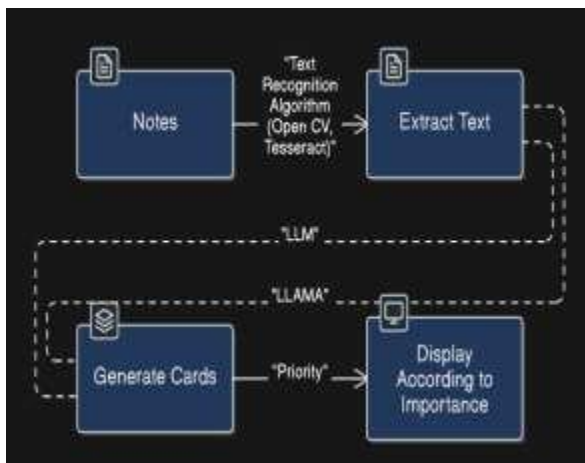 Notes
"Text
Recognition
Algorithm
(Open CV,
Tesseract)"
Extract Text
"LLM"
"LLAMA"
Generate Cards
"Priority"
Display
According to
Importance